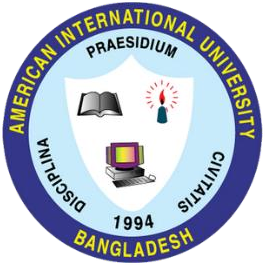 AMERICAN INTERNATIONAL UNIVERSITY
PRAESIDIUM
DISCIPLINA
CIVITATIS
1994
BANGLADESH